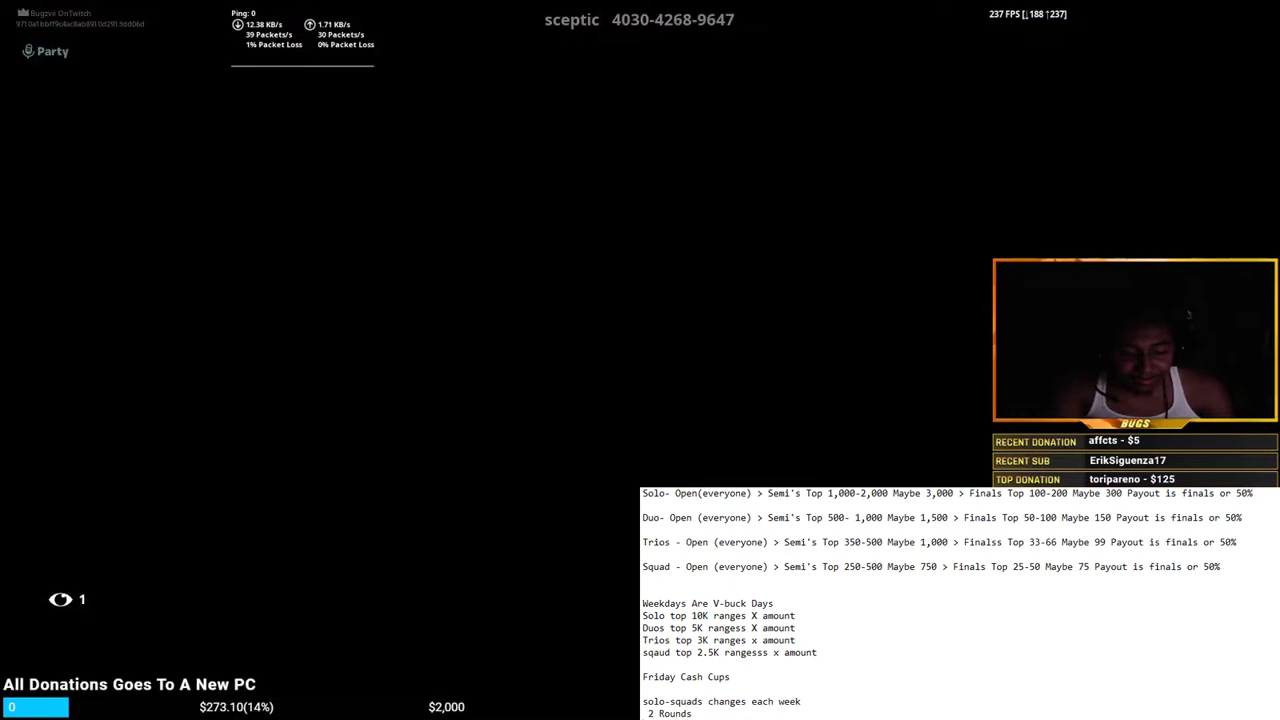 Bugzvii OnTwitch
Party
Ping: 0
12.38 KB/s
39 Packets/s
1% Packet Loss
1.71 KB/s
30 Packets/s
0% Packet Loss
sceptic 4030-4268-9647
237 FPS [↓188 ↑237]
BUGS
RECENT DONATION affcts - $5
RECENT SUB ErikSiguenza17
TOP DONATION toripareno - $125
Solo- Open(everyone) > Semi's Top 1,000-2,000 Maybe 3,000 > Finals Top 100-200 Maybe 300 Payout is finals or 50%
Duo- Open (everyone) > Semi's Top 500- 1,000 Maybe 1,500 > Finals Top 50-100 Maybe 150 Payout is finals or 50%
Trios - Open (everyone) > Semi's Top 350-500 Maybe 1,000 > Finalss Top 33-66 Maybe 99 Payout is finals or 50%
Squad - Open (everyone) > Semi's Top 250-500 Maybe 750 > Finals Top 25-50 Maybe 75 Payout is finals or 50%
Weekdays Are V-buck Days
Solo top 10K ranges X amount
Duos top 5K rangess X amount
Trios top 3K ranges x amount
sqaud top 2.5K rangesss x amount
Friday Cash Cups
solo-squads changes each week
2 Rounds
1
All Donations Goes To A New PC
0 $273.10(14%) $2,000